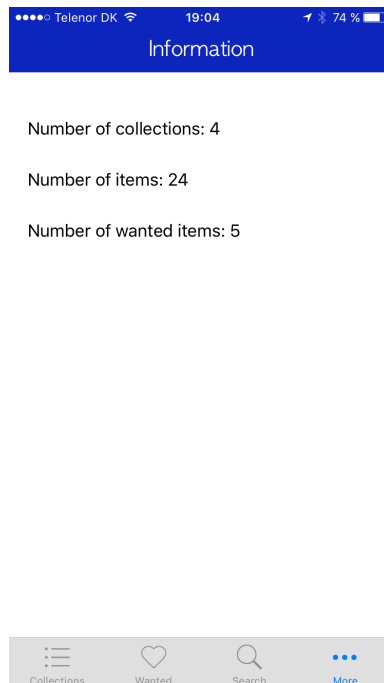 Telenor DK 19:04 74 %
Information
Number of collections: 4
Number of items: 24
Number of wanted items: 5
Collections Wanted Search More